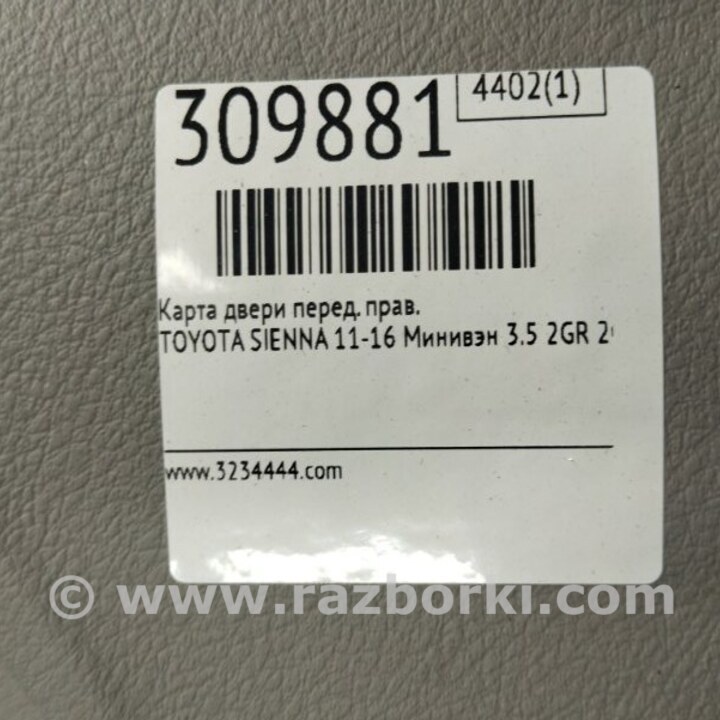 309881
4402(1)
Карта двери перед. прав.
TOYOTA SIENNA 11-16 Минивэн 3.5 2GR
www.3234444.com
© www.razborki.com